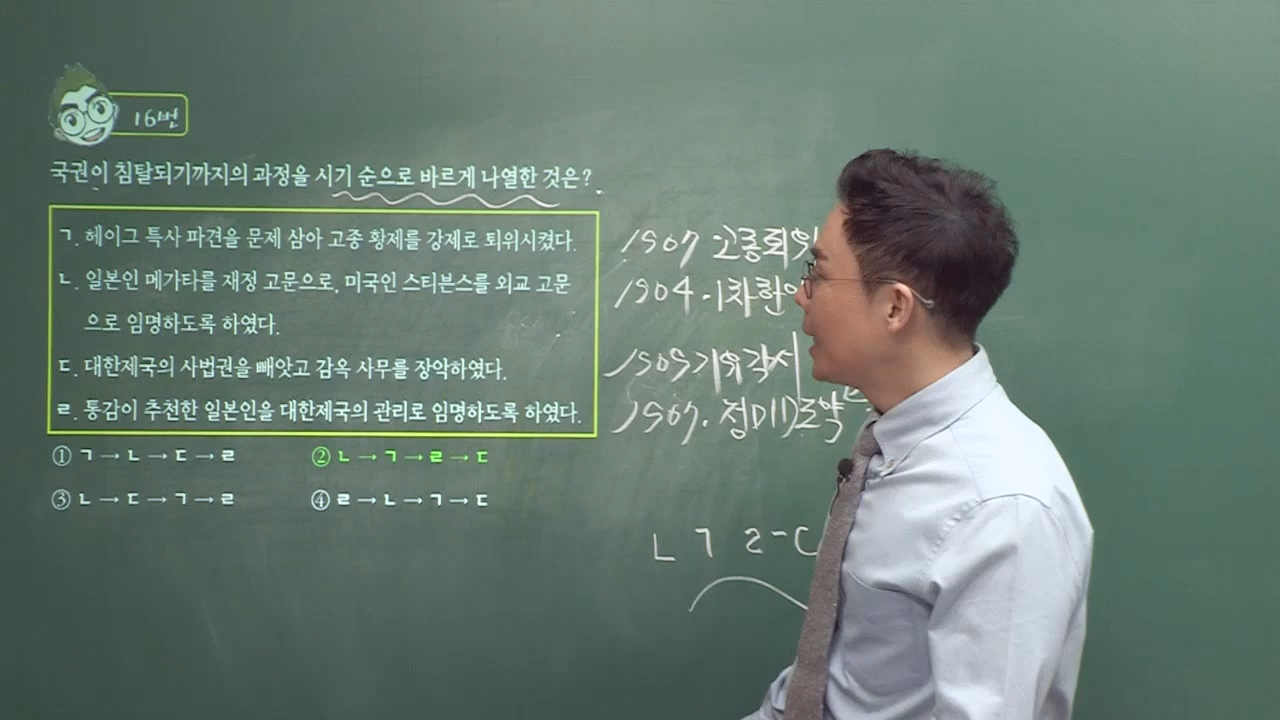 16번
국권이 침탈되기까지의 과정을 시기 순으로 바르게 나열한 것은?
ㄱ. 헤이그 특사 파견을 문제 삼아 고종 황제를 강제로 퇴위시켰다.
ㄴ. 일본인 메가타를 재정 고문으로, 미국인 스티븐스를 외교 고문
으로 임명하도록 하였다.
ㄷ. 대한제국의 사법권을 빼앗고 감옥 사무를 장악하였다.
ㄹ. 통감이 추천한 일본인을 대한제국의 관리로 임명하도록 하였다.
① ㄱ → ㄴ → ㄷ → ㄹ
② ㄴ → ㄱ → ㄹ → ㄷ
③ ㄴ → ㄷ → ㄱ → ㄹ
④ ㄹ → ㄴ → ㄱ → ㄷ
1907 고종퇴위
1904. 1차한
1909 기유각서
1907. 정미7조약
ㄴ ㄱ ㄹ-ㄷ